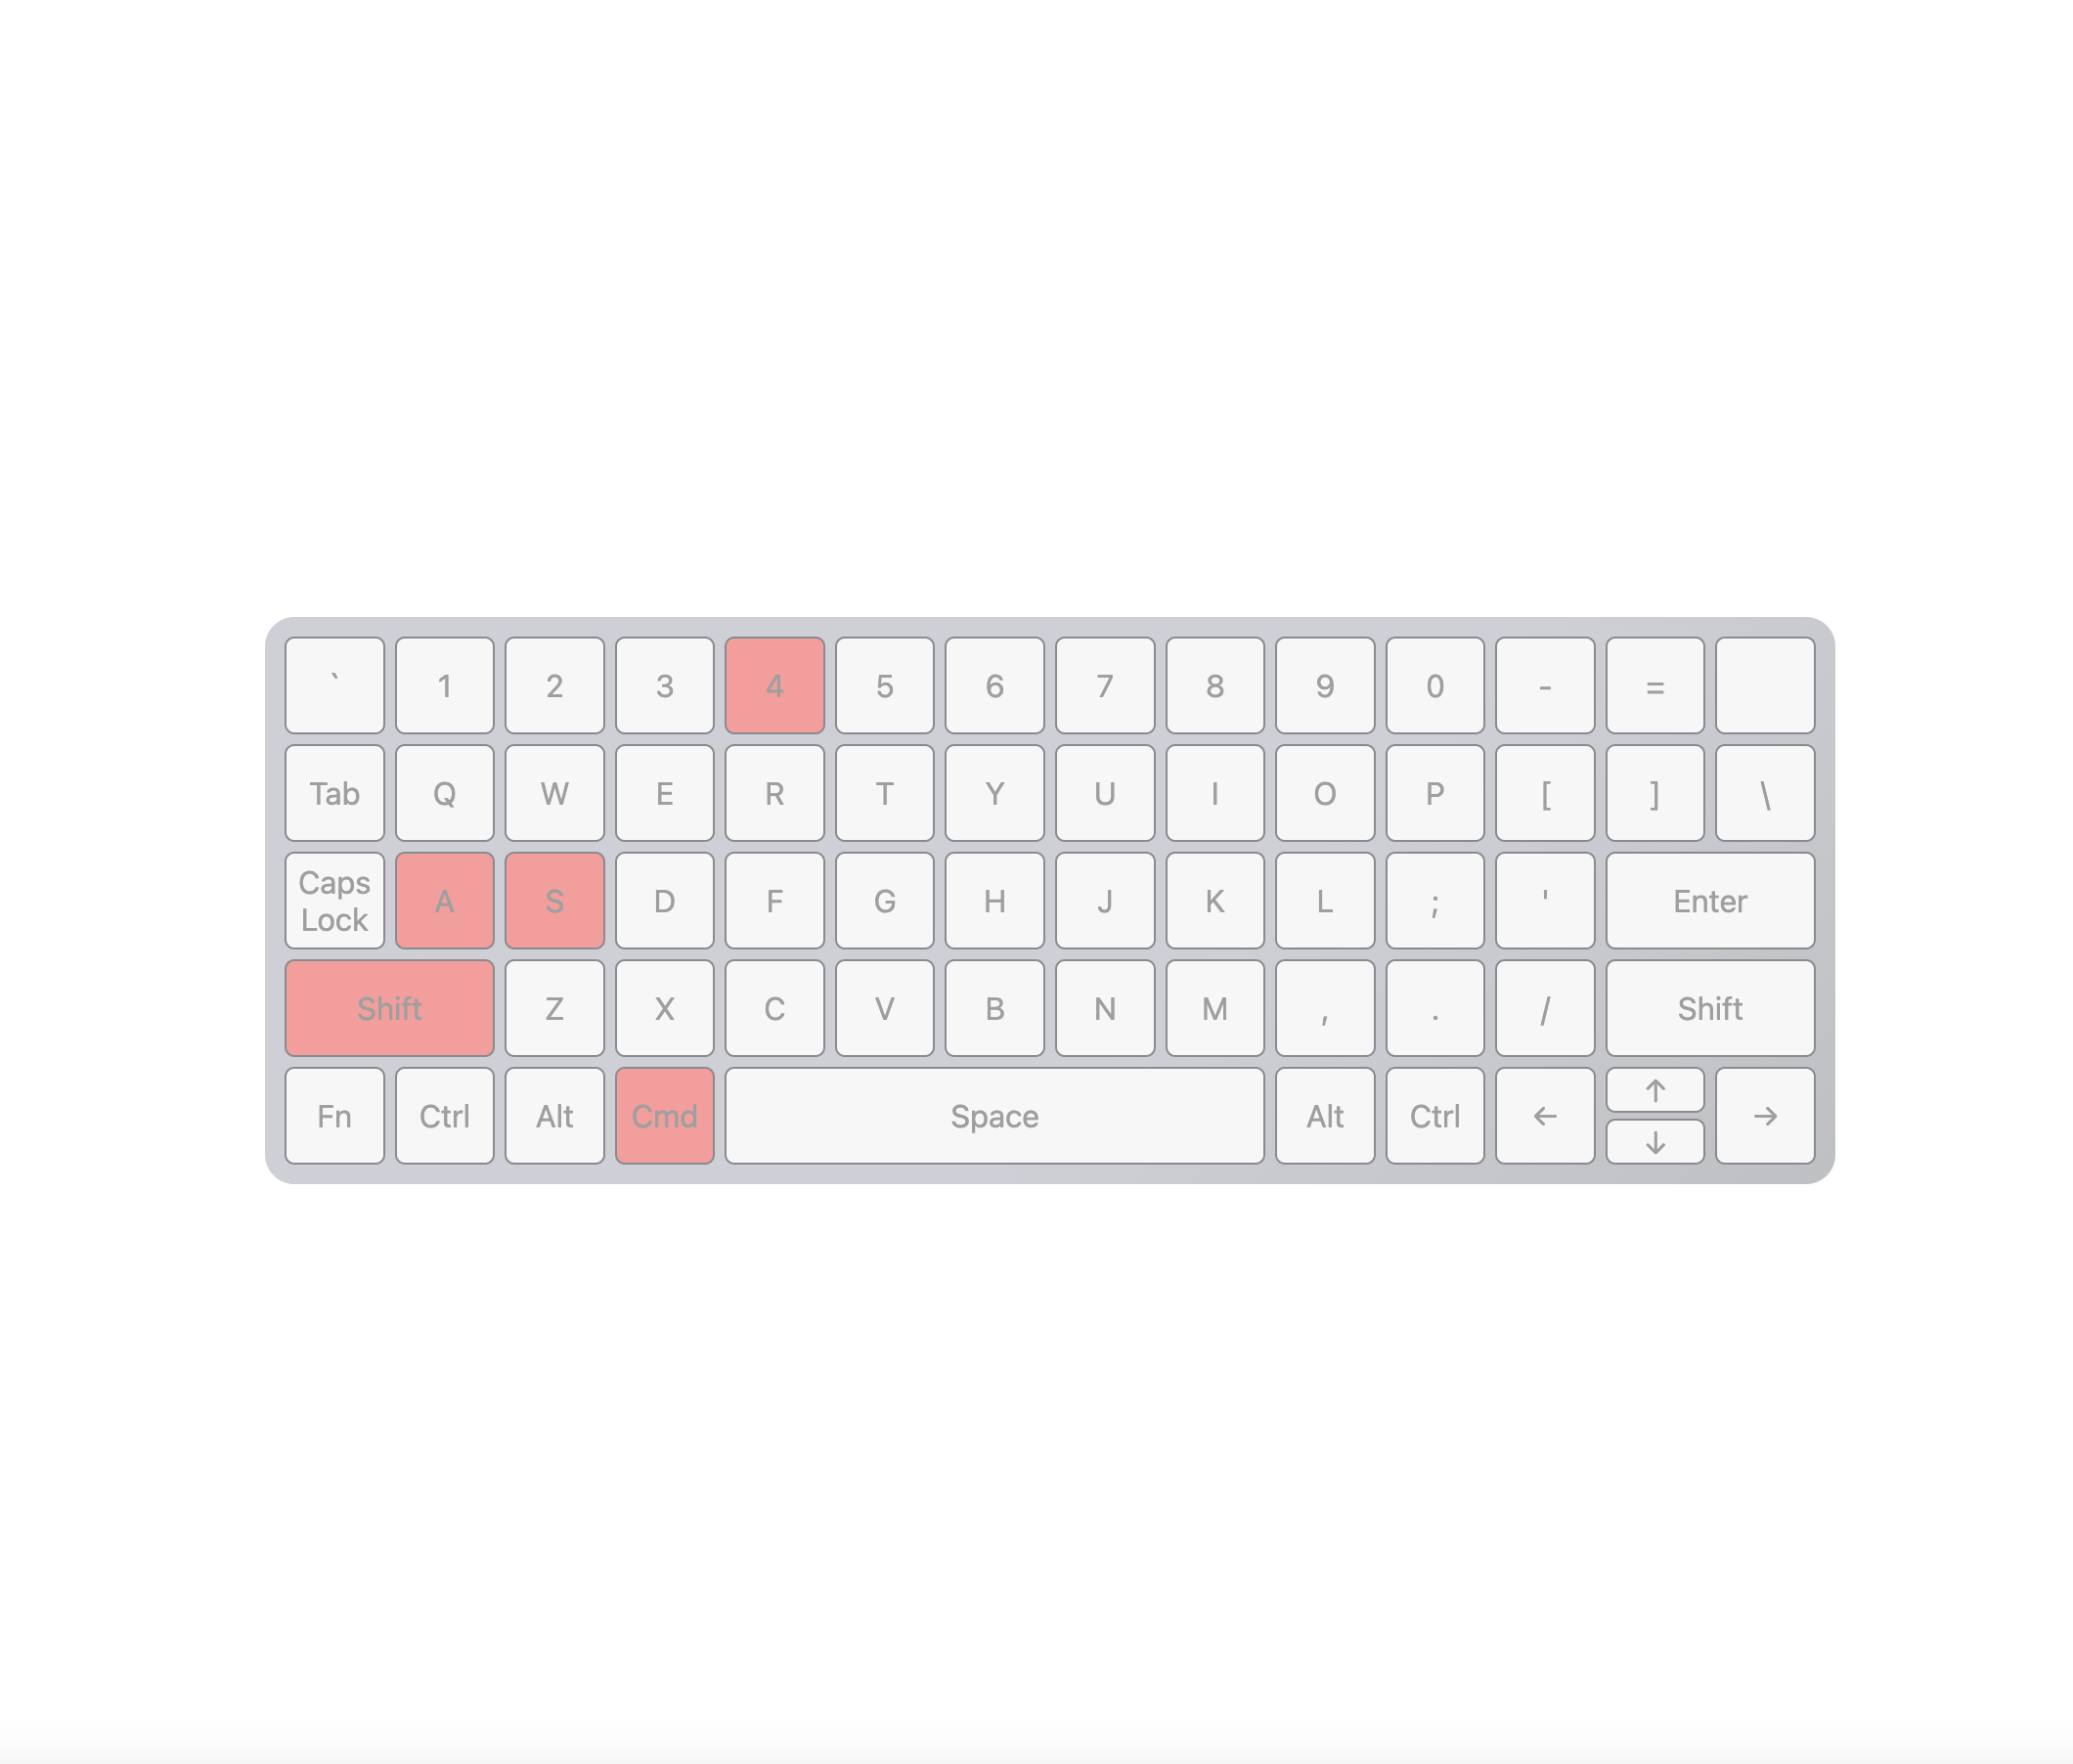 ` 1 2 3 4 5 6 7 8 9 0 - =
Tab Q W E R T Y U I O P [ ] \
Caps Lock A S D F G H J K L ; ' Enter
Shift Z X C V B N M , . / Shift
Fn Ctrl Alt Cmd Space Alt Ctrl ← ↑ ↓ →